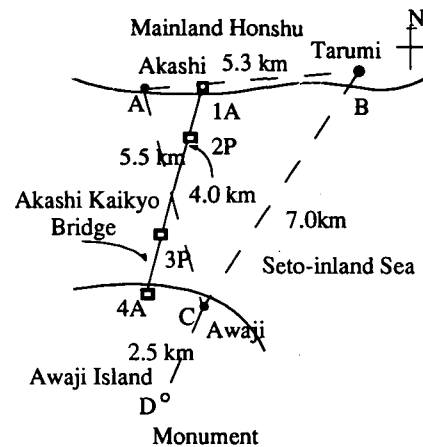 Mainland Honshu
N
Tarumi
Akashi
5.3 km
A
1A
B
2P
5.5 km
4.0 km
Akashi Kaikyo
Bridge
7.0km
3P
Seto-inland Sea
4A
C
Awaji
2.5 km
Awaji Island
D
Monument